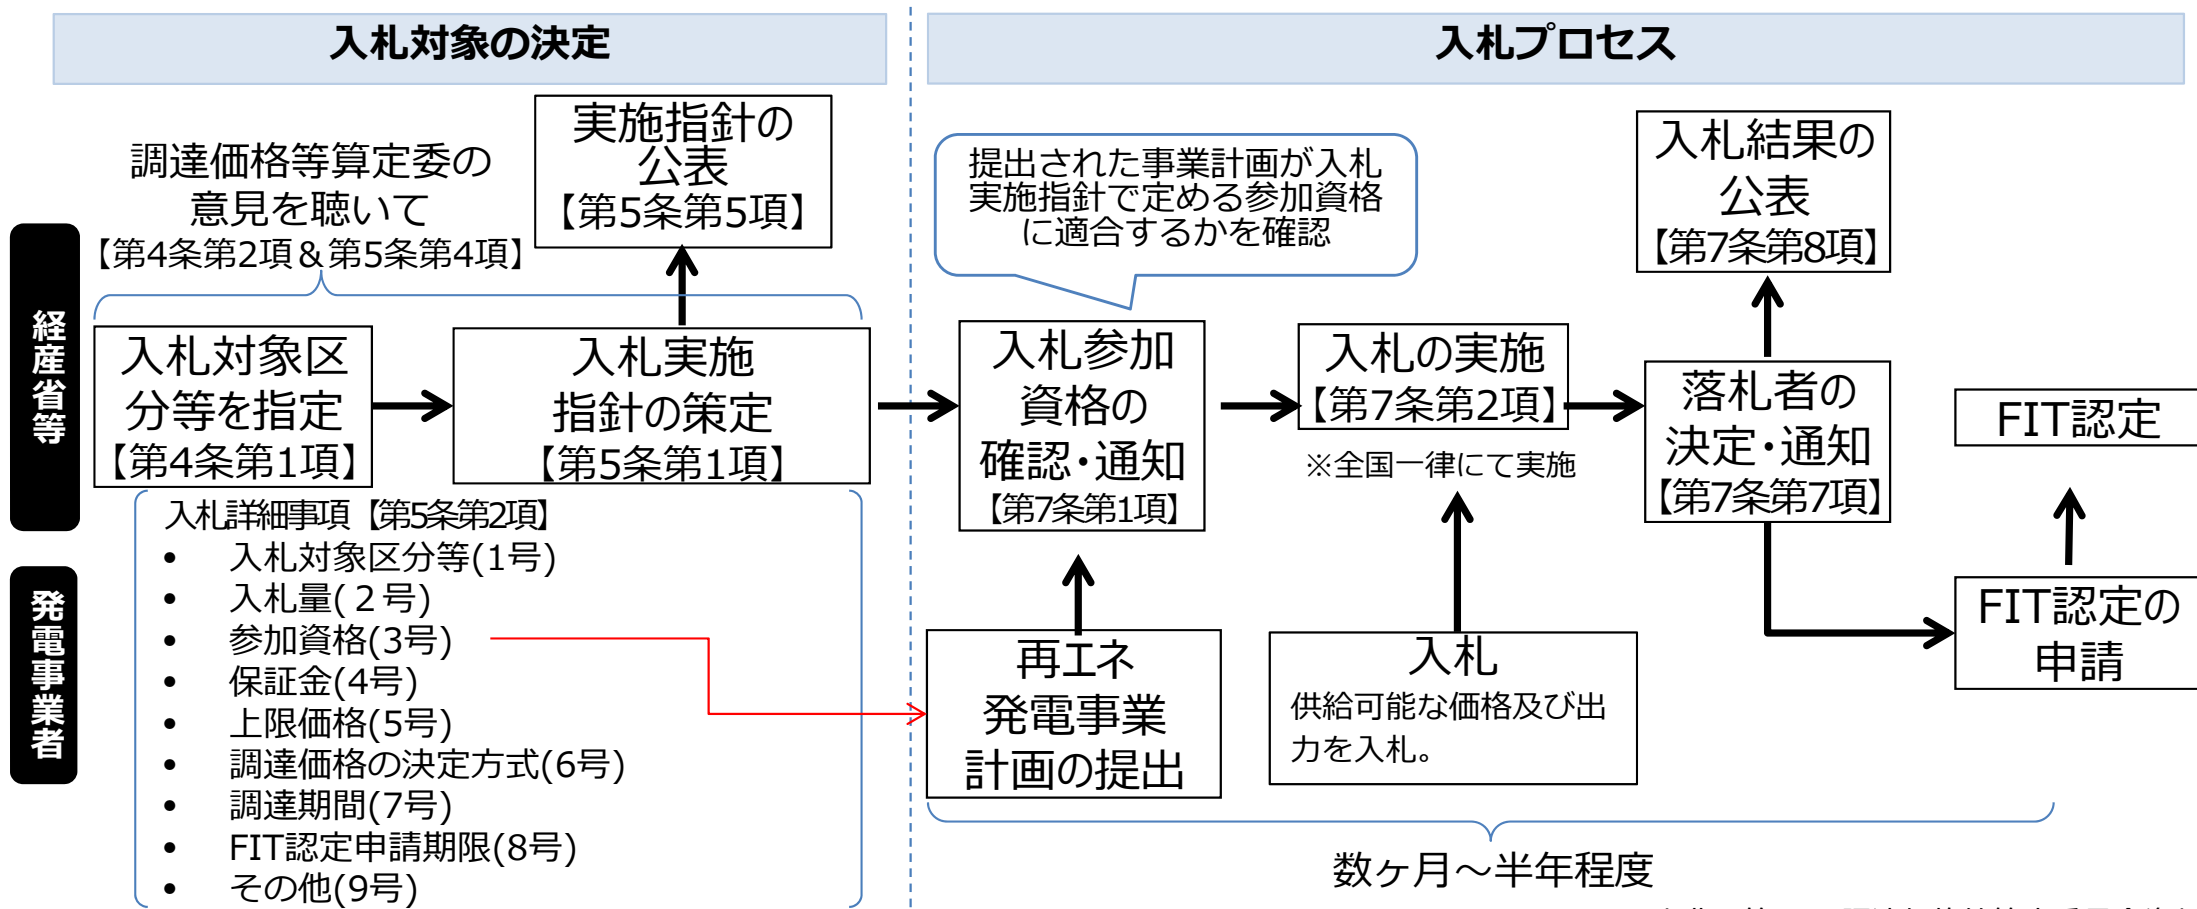 入札対象の決定
入札プロセス
調達価格等算定委の
意見を聴いて
【第4条第2項&第5条第4項】
実施指針の
公表
【第5条第5項】
提出された事業計画が入札
実施指針で定める参加資格
に適合するかを確認
入札結果の
公表
【第7条第8項】
経産省等
入札対象区
分等を指定
【第4条第1項】
入札実施
指針の策定
【第5条第1項】
入札参加
資格の
確認・通知
【第7条第1項】
入札の実施
【第7条第2項】
※全国一律にて実施
落札者の
決定・通知
【第7条第7項】
FIT認定
発電事業者
入札詳細事項【第5条第2項】
• 入札対象区分等(1号)
• 入札量(2号)
• 参加資格(3号)
• 保証金(4号)
• 上限価格(5号)
• 調達価格の決定方式(6号)
• 調達期間(7号)
• FIT認定申請期限(8号)
• その他(9号)
再エネ
発電事業
計画の提出
入札
供給可能な価格及び出
力を入札。
FIT認定の
申請
数ヶ月～半年程度